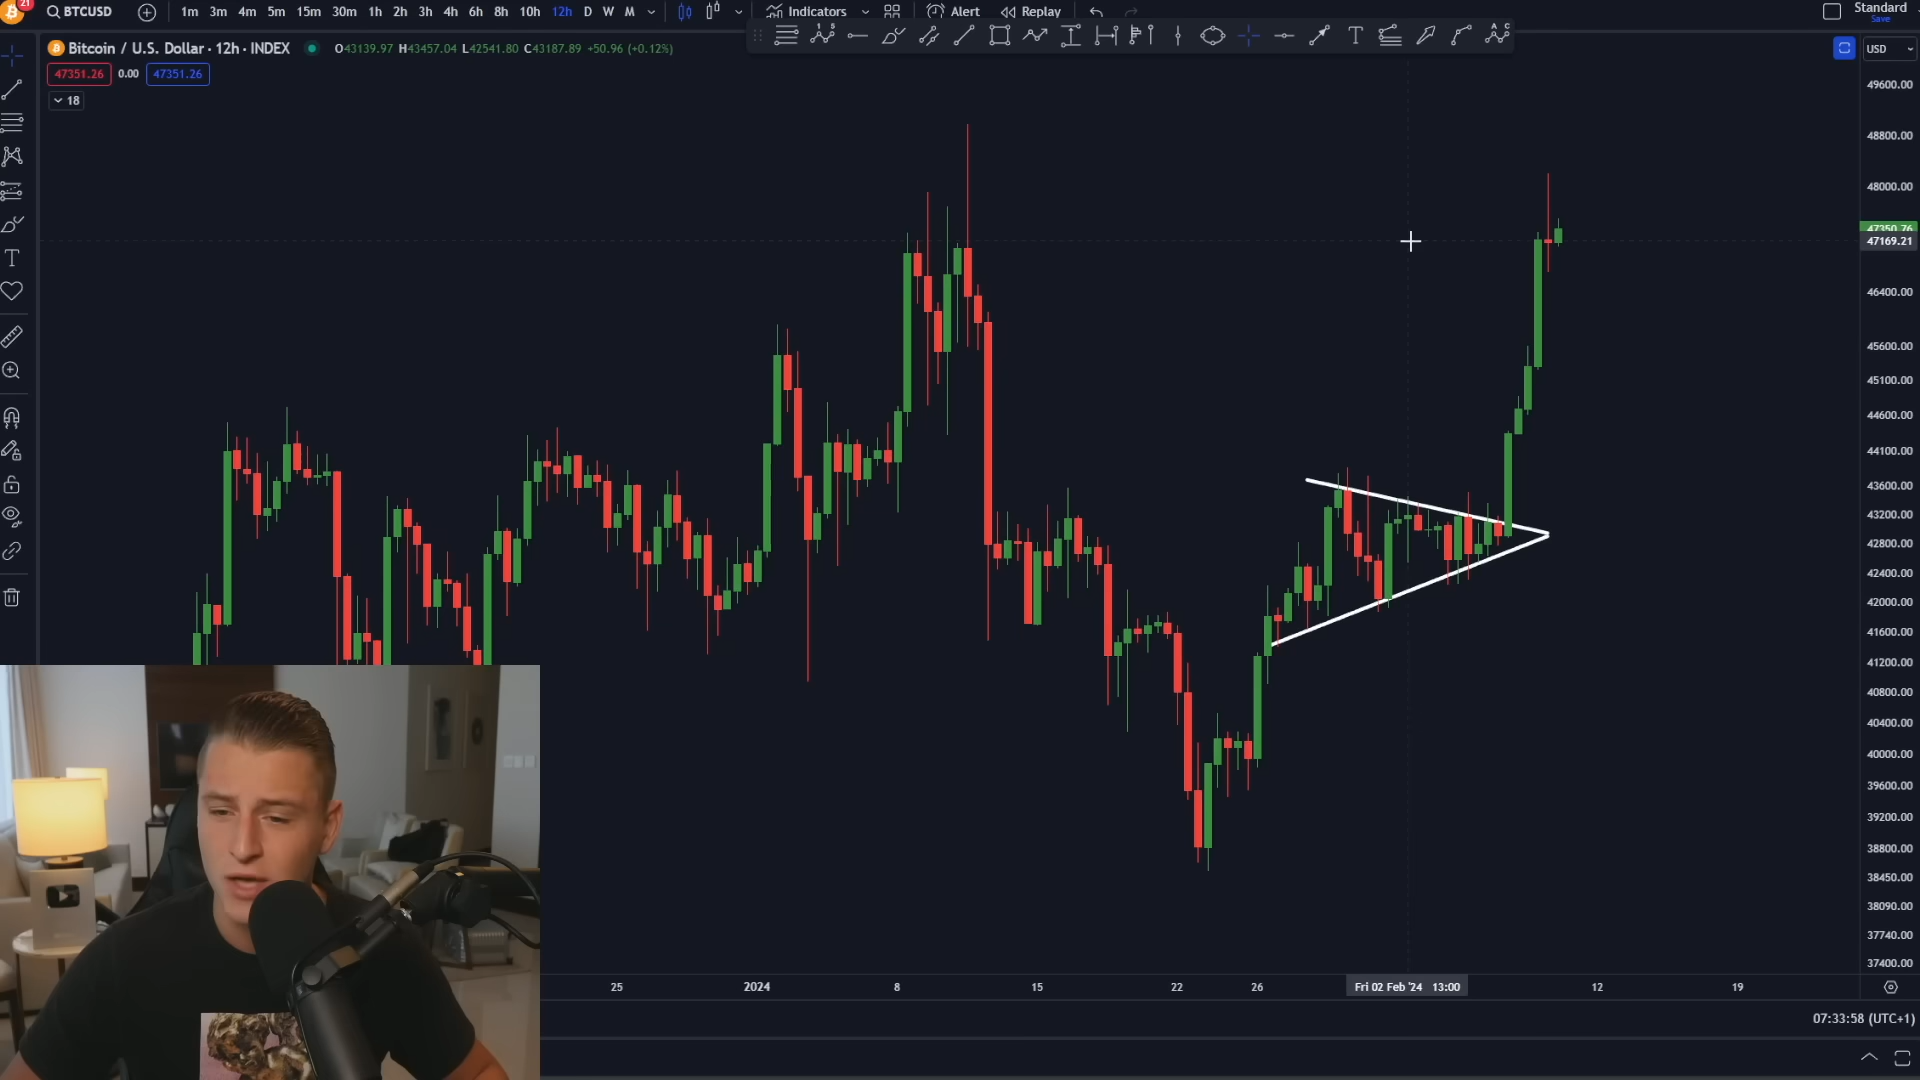 21
BTCUSD
1m 3m 4m 5m 15m 30m 1h 2h 3h 4h 6h 8h 10h 12h D W M
Indicators
Alert
Replay
Standard
Save
Bitcoin / U.S. Dollar · 12h · INDEX
O43139.97 H43457.04 L42541.80 C43187.89 +50.96 (+0.12%)
USD
47351.26 0.00 47351.26
18
49600.00
48800.00
48000.00
47350.76
47169.21
46400.00
45600.00
45100.00
44600.00
44100.00
43600.00
43200.00
42800.00
42400.00
42000.00
41600.00
41200.00
40800.00
40400.00
40000.00
39600.00
39200.00
38800.00
38450.00
38090.00
37740.00
37400.00
25 2024 8 15 22 26 Fri 02 Feb '24 13:00 12 19
07:33:58 (UTC+1)